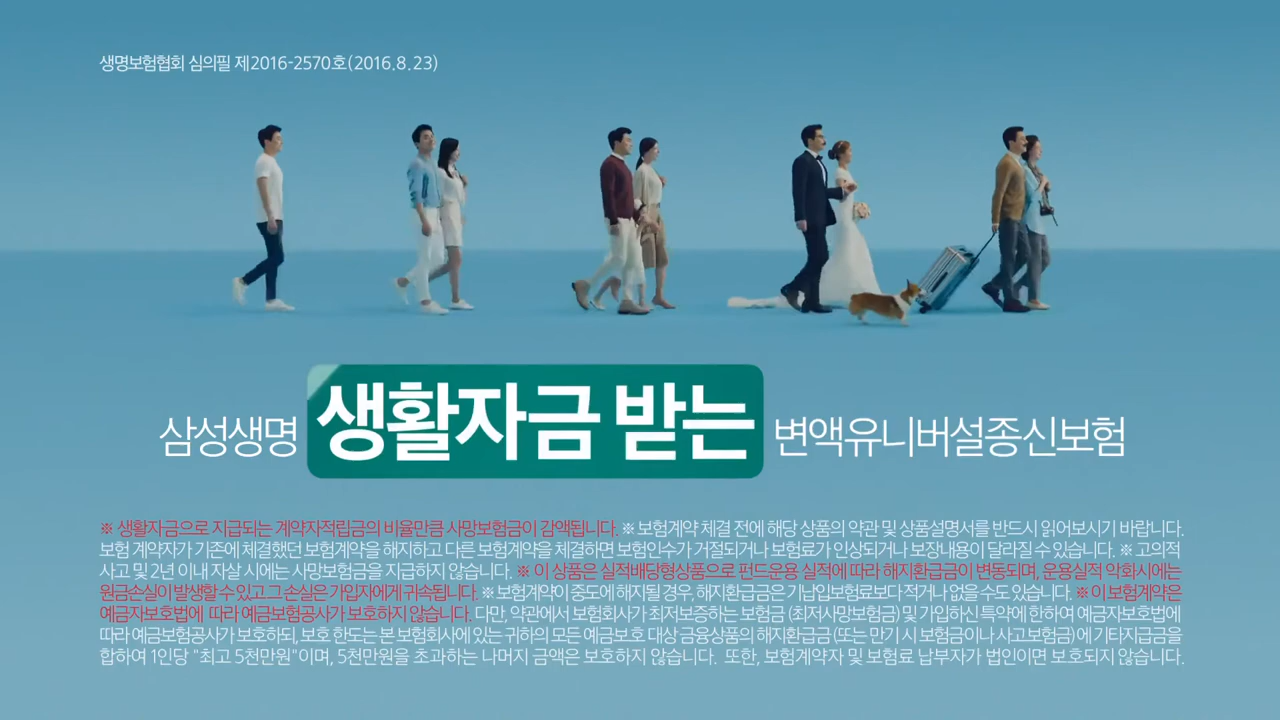 생명보험협회 심의필 제2016-2570호(2016.8.23)
삼성생명 생활자금 받는 변액유니버설종신보험
※ 생활자금으로 지급되는 계약자적립금의 비율만큼 사망보험금이 감액됩니다. ※ 보험계약 체결 전에 해당 상품의 약관 및 상품설명서를 반드시 읽어보시기 바랍니다.
보험 계약자가 기존에 체결했던 보험계약을 해지하고 다른 보험계약을 체결하면 보험인수가 거절되거나 보험료가 인상되거나 보장내용이 달라질 수 있습니다. ※ 고의적
사고 및 2년 이내 자살 시에는 사망보험금을 지급하지 않습니다. ※ 이 상품은 실적배당형상품으로 펀드운용 실적에 따라 해지환급금이 변동되며, 운용실적 악화시에는
원금손실이 발생할 수 있고 그 손실은 가입자에게 귀속됩니다. ※ 보험계약이 중도에 해지될 경우, 해지환급금은 기납입보험료보다 적거나 없을 수도 있습니다. ※ 이 보험계약은
예금자보호법에 따라 예금보험공사가 보호하지 않습니다. 다만, 약관에서 보험회사가 최저보증하는 보험금 (최저사망보험금) 및 가입하신 특약에 한하여 예금자보호법에
따라 예금보험공사가 보호하되, 보호 한도는 본 보험회사에 있는 귀하의 모든 예금보호 대상 금융상품의 해지환급금 (또는 만기 시 보험금이나 사고보험금)에 기타지급금을
합하여 1인당 "최고 5천만원"이며, 5천만원을 초과하는 나머지 금액은 보호하지 않습니다. 또한, 보험계약자 및 보험료 납부자가 법인이면 보호되지 않습니다.